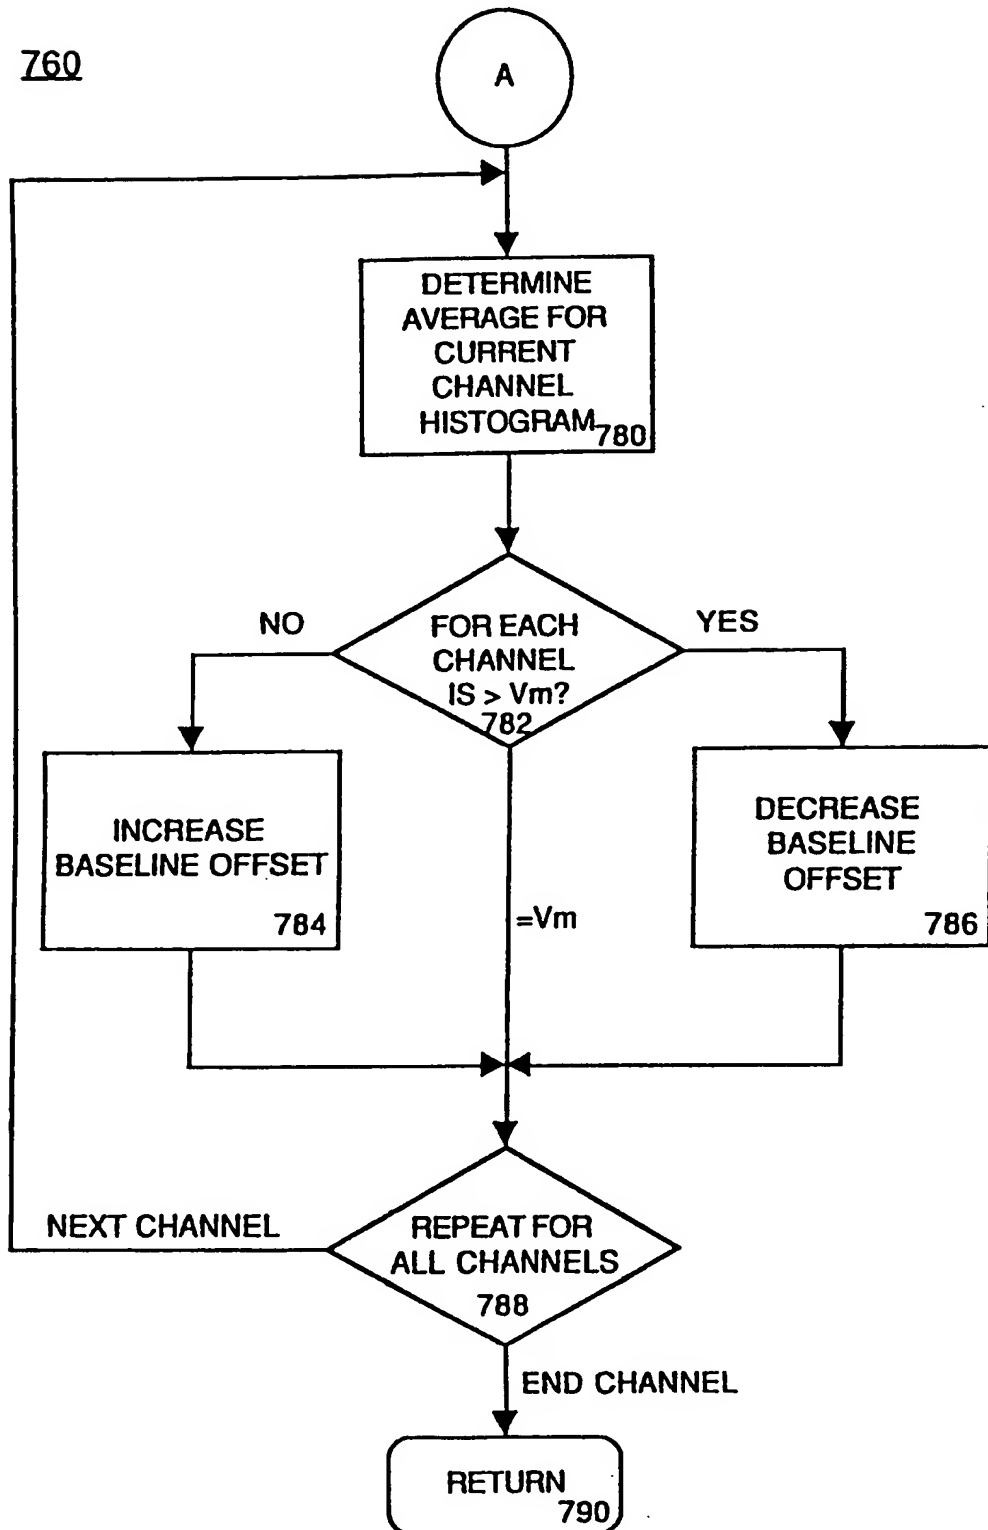 760
A
DETERMINE
AVERAGE FOR
CURRENT
CHANNEL
HISTOGRAM
780
NO
FOR EACH
CHANNEL
IS > Vm?
782
YES
INCREASE
BASELINE OFFSET
784
=Vm
DECREASE
BASELINE
OFFSET
786
NEXT CHANNEL
REPEAT FOR
ALL CHANNELS
788
END CHANNEL
RETURN
790